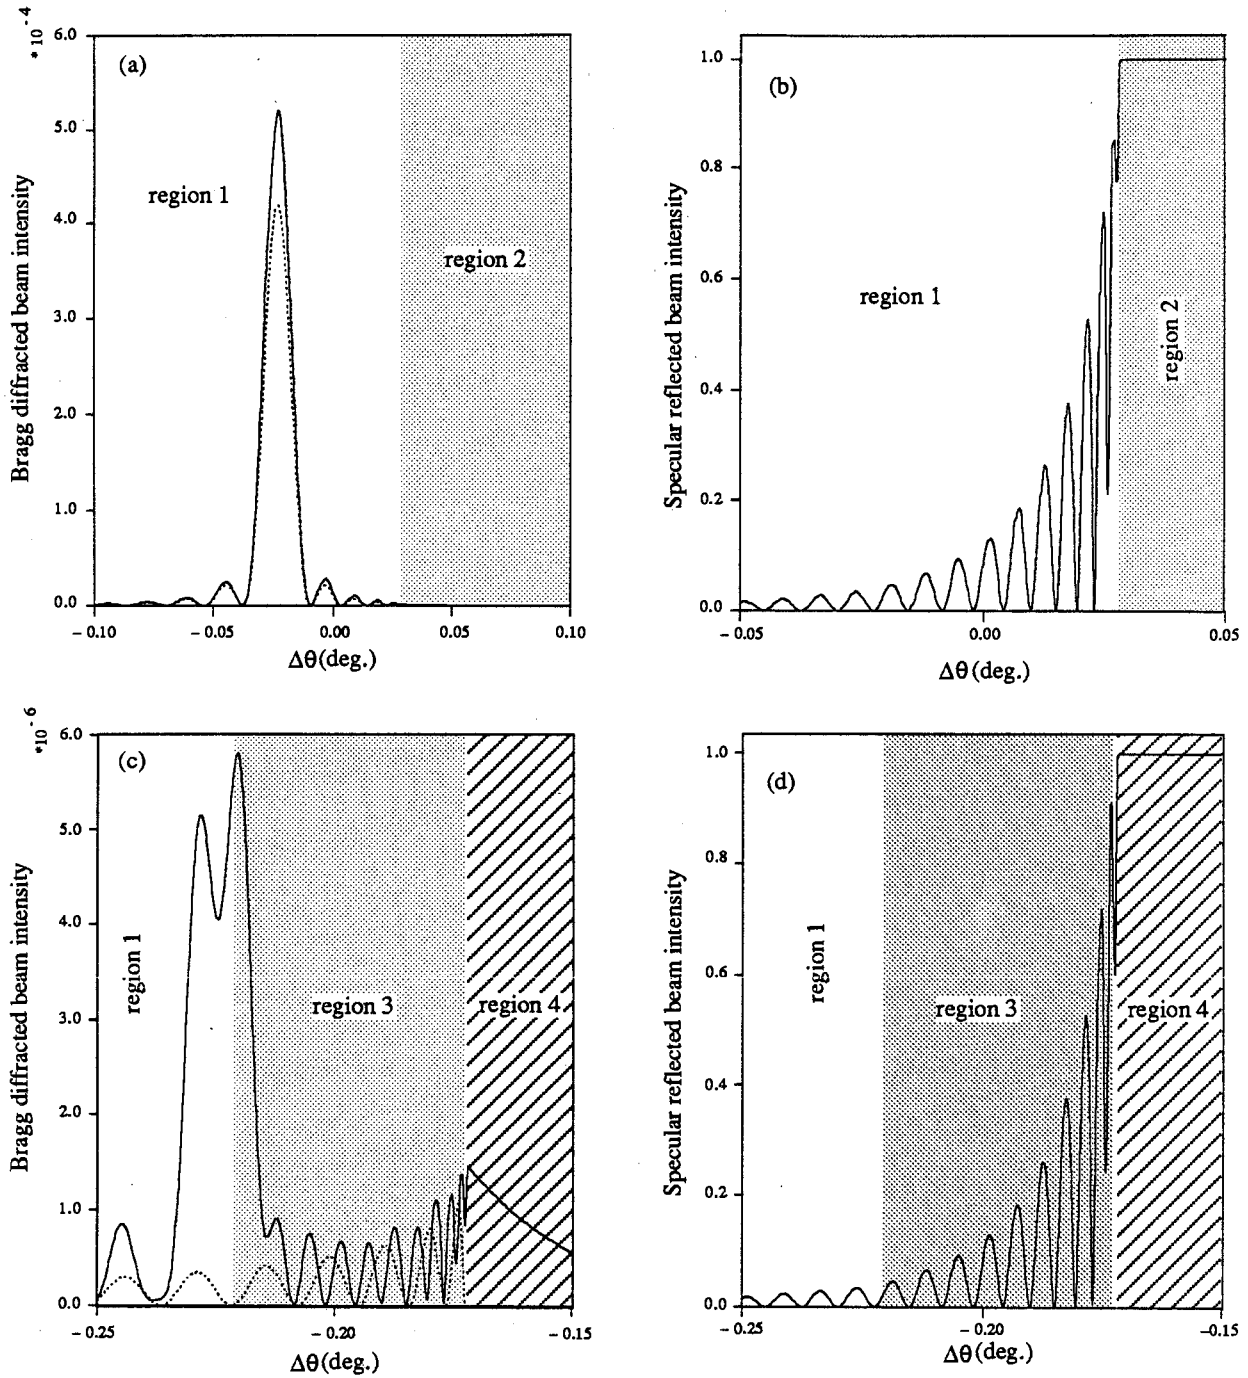 * 10 - 4
6.0
5.0
4.0
3.0
2.0
1.0
0.0
(a)
region 1
region 2
Bragg diffracted beam intensity
- 0.10
- 0.05
0.00
0.05
0.10
Δθ (deg.)
1.0
0.8
0.6
0.4
0.2
0.0
(b)
region 1
region 2
Specular reflected beam intensity
- 0.05
0.00
0.05
Δθ (deg.)
*10 - 6
6.0
5.0
4.0
3.0
2.0
1.0
0.0
(c)
region 1
region 3
region 4
Bragg diffracted beam intensity
- 0.25
- 0.20
- 0.15
Δθ (deg.)
1.0
0.8
0.6
0.4
0.2
0.0
(d)
region 1
region 3
region 4
Specular reflected beam intensity
- 0.25
- 0.20
- 0.15
Δθ (deg.)